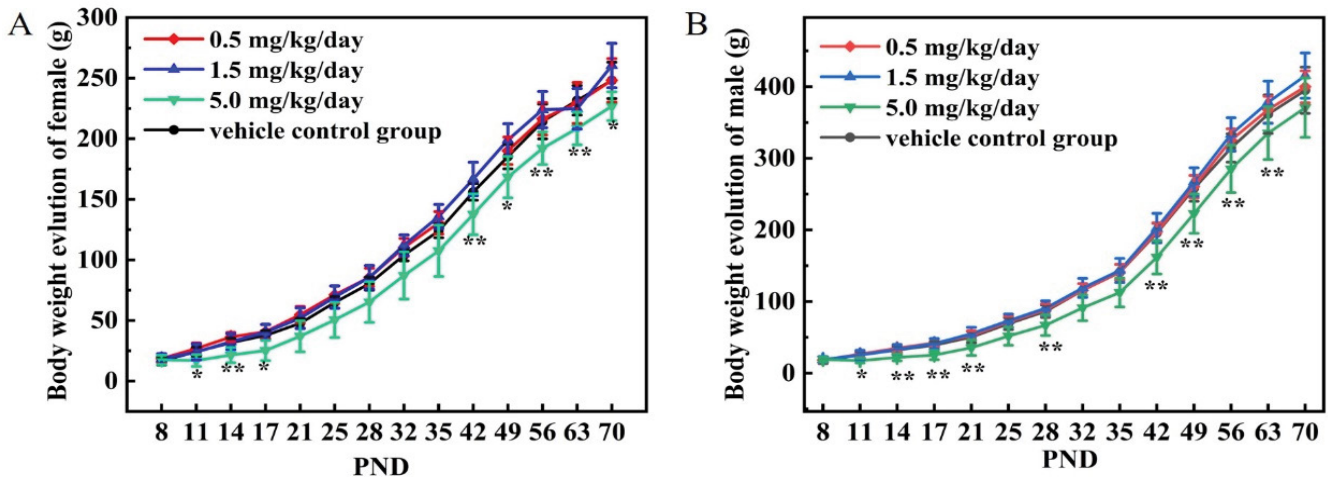 A
Body weight evlution of female (g)
300
250
200
150
100
50
0
0.5 mg/kg/day
1.5 mg/kg/day
5.0 mg/kg/day
vehicle control group
* ** * ** * ** ** *
8 11 14 17 21 25 28 32 35 42 49 56 63 70
PND
B
Body weight evolution of male (g)
400
300
200
100
0
0.5 mg/kg/day
1.5 mg/kg/day
5.0 mg/kg/day
vehicle control group
* ** ** ** ** ** ** ** **
8 11 14 17 21 25 28 32 35 42 49 56 63 70
PND